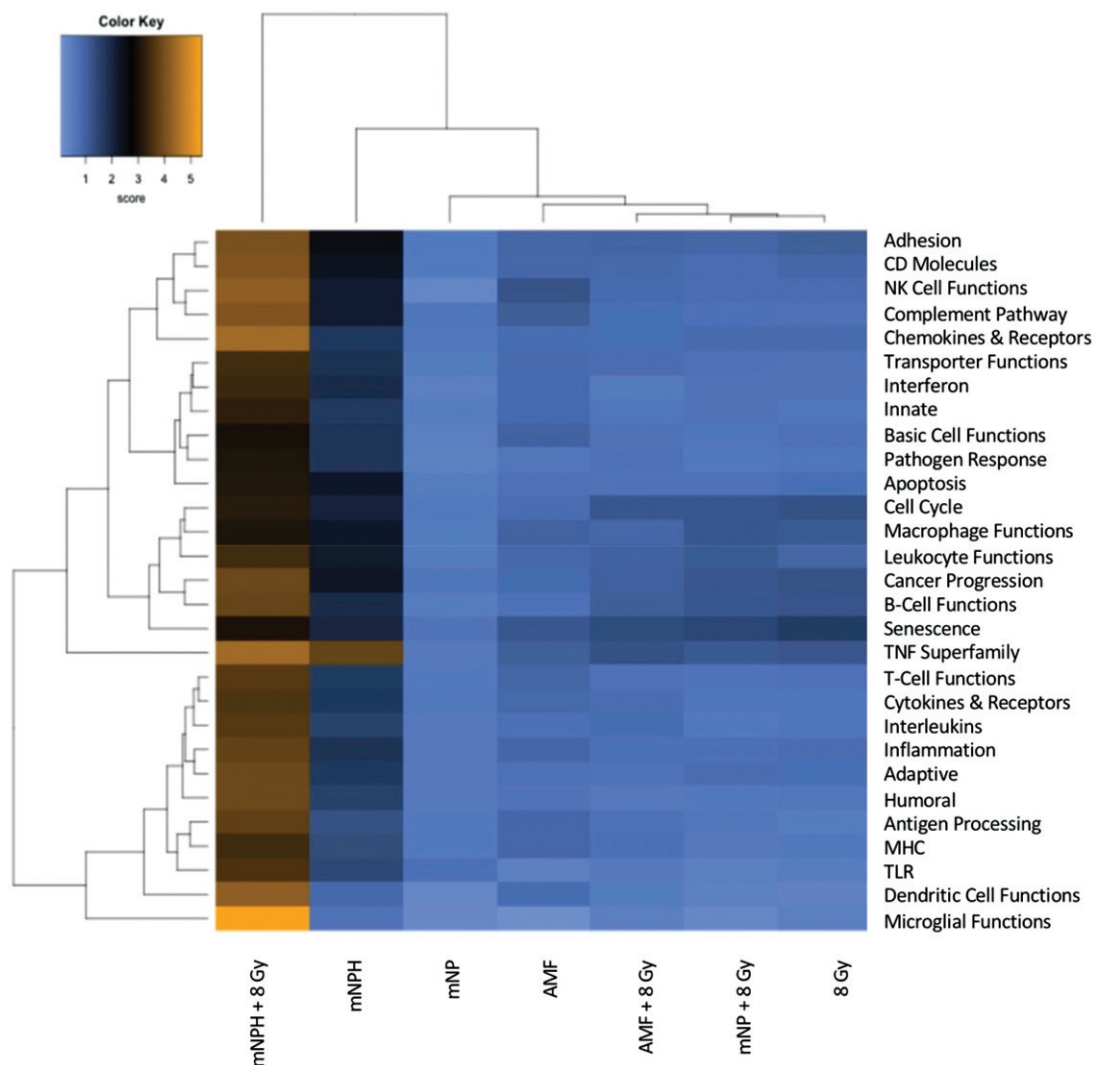 Color Key
1 2 3 4 5
score
Adhesion
CD Molecules
NK Cell Functions
Complement Pathway
Chemokines & Receptors
Transporter Functions
Interferon
Innate
Basic Cell Functions
Pathogen Response
Apoptosis
Cell Cycle
Macrophage Functions
Leukocyte Functions
Cancer Progression
B-Cell Functions
Senescence
TNF Superfamily
T-Cell Functions
Cytokines & Receptors
Interleukins
Inflammation
Adaptive
Humoral
Antigen Processing
MHC
TLR
Dendritic Cell Functions
Microglial Functions
mNPH + 8 Gy
mNPH
mNP
AMF
AMF + 8 Gy
mNP + 8 Gy
8 Gy